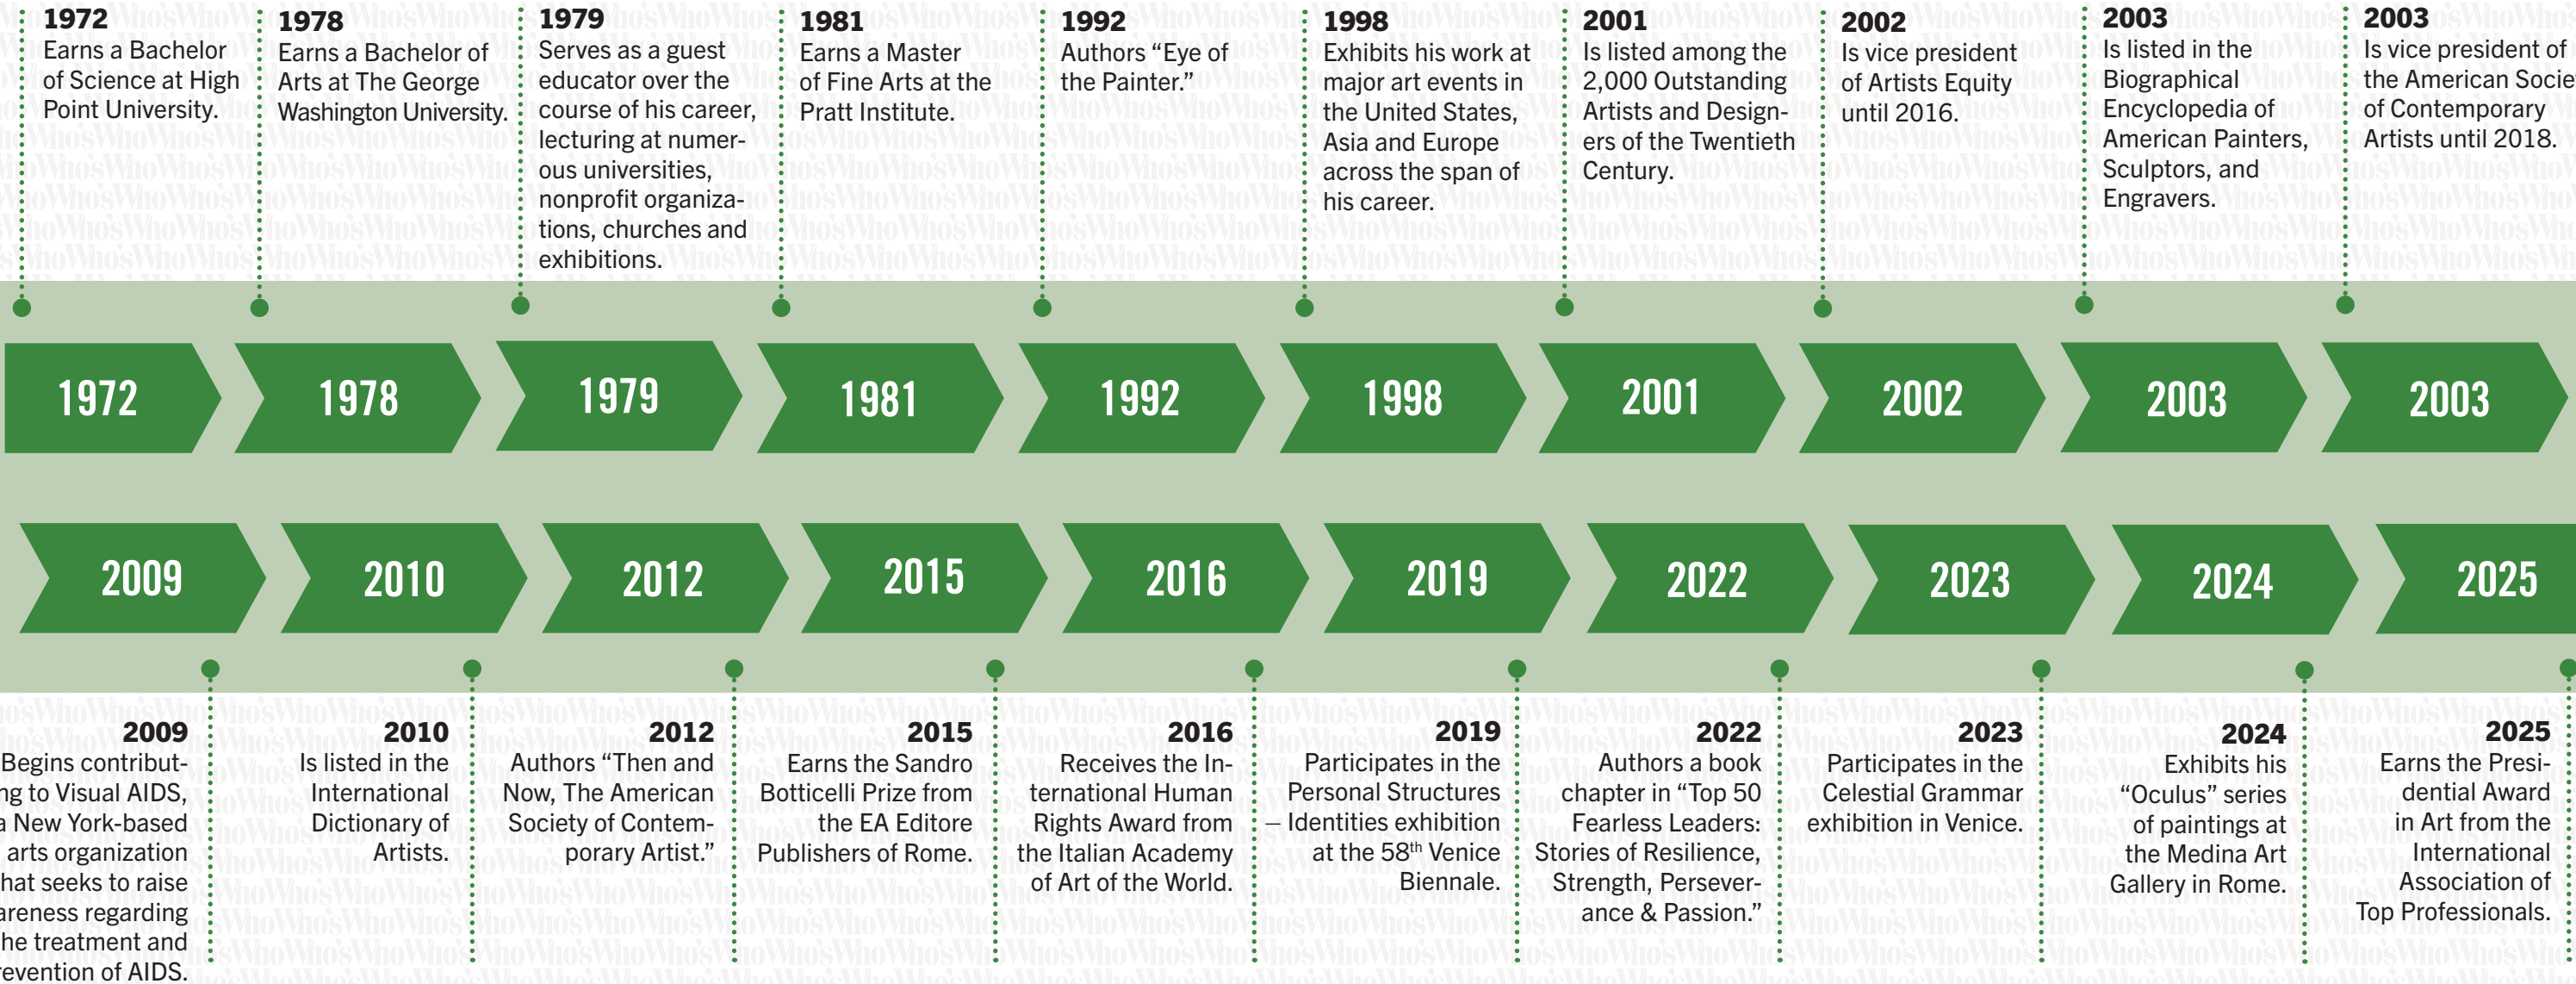 1972
Earns a Bachelor
of Science at High
Point University.
1978
Earns a Bachelor of
Arts at The George
Washington University.
1979
Serves as a guest
educator over the
course of his career,
lecturing at numer-
ous universities,
nonprofit organiza-
tions, churches and
exhibitions.
1981
Earns a Master
of Fine Arts at the
Pratt Institute.
1992
Authors “Eye of
the Painter.”
1998
Exhibits his work at
major art events in
the United States,
Asia and Europe
across the span of
his career.
2001
Is listed among the
2,000 Outstanding
Artists and Design-
ers of the Twentieth
Century.
2002
Is vice president
of Artists Equity
until 2016.
2003
Is listed in the
Biographical
Encyclopedia of
American Painters,
Sculptors, and
Engravers.
2003
Is vice president of
the American Socie
of Contemporary
Artists until 2018.
1972
1978
1979
1981
1992
1998
2001
2002
2003
2003
2009
2010
2012
2015
2016
2019
2022
2023
2024
2025
2009
Begins contribut-
ng to Visual AIDS,
a New York-based
arts organization
hat seeks to raise
areness regarding
he treatment and
revention of AIDS.
2010
Is listed in the
International
Dictionary of
Artists.
2012
Authors “Then and
Now, The American
Society of Contem-
porary Artist.”
2015
Earns the Sandro
Botticelli Prize from
the EA Editore
Publishers of Rome.
2016
Receives the In-
ternational Human
Rights Award from
the Italian Academy
of Art of the World.
2019
Participates in the
Personal Structures
– Identities exhibition
at the 58th Venice
Biennale.
2022
Authors a book
chapter in “Top 50
Fearless Leaders:
Stories of Resilience,
Strength, Persever-
ance & Passion.”
2023
Participates in the
Celestial Grammar
exhibition in Venice.
2024
Exhibits his
“Oculus” series
of paintings at
the Medina Art
Gallery in Rome.
2025
Earns the Presi-
dential Award
in Art from the
International
Association of
Top Professionals.